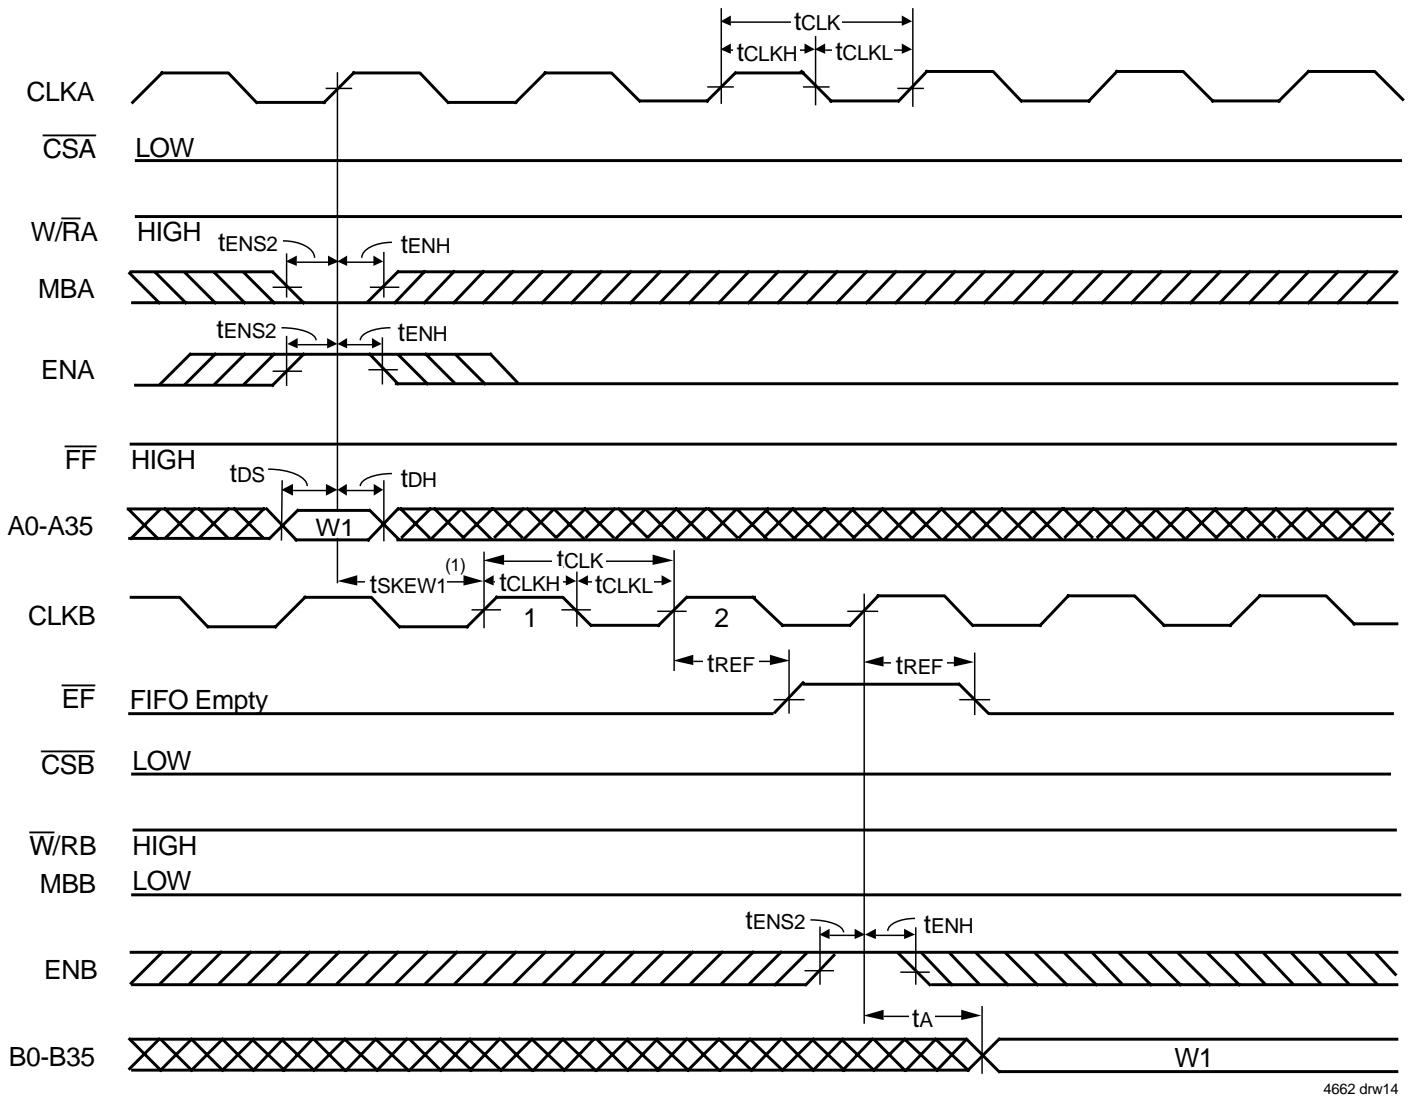 tCLK
tCLKH tCLKL
CLKA
CSA LOW
W/RA HIGH
tENS2 tENH
MBA
tENS2 tENH
ENA
FF HIGH
tDS tDH
A0-A35 W1
tSKEW1 (1) tCLK
tCLKH tCLKL
CLKB 1 2
tREF tREF
EF FIFO Empty
CSB LOW
W/RB HIGH
MBB LOW
tENS2 tENH
ENB
tA
B0-B35 W1
4662 drw14